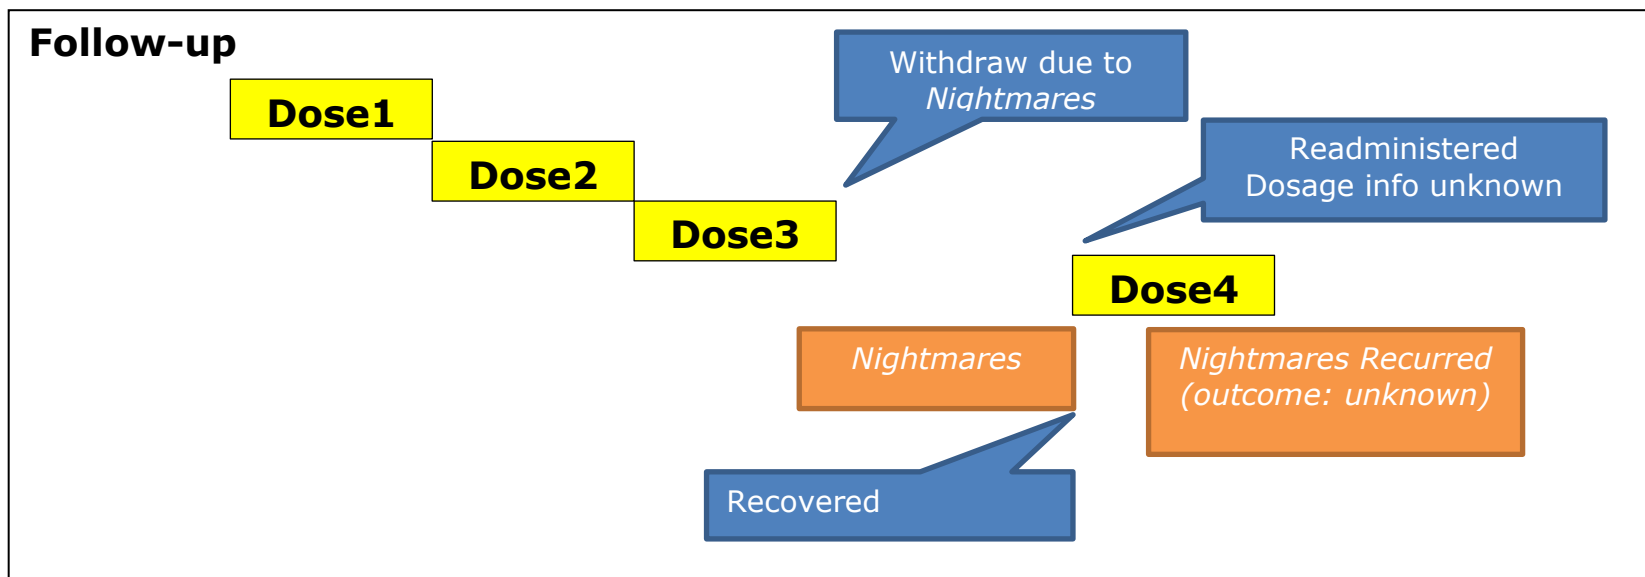 Follow-up
Dose1
Dose2
Dose3
Withdraw due to
Nightmares
Readministered
Dosage info unknown
Dose4
Nightmares
Nightmares Recurred
(outcome: unknown)
Recovered